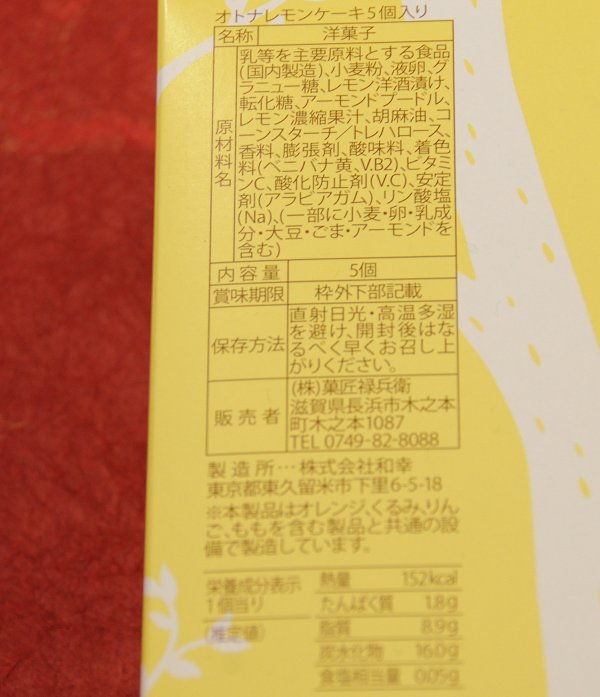 オトナレモンケーキ5個入り
名称 洋菓子
原材料名
乳等を主要原料とする食品
(国内製造)、小麦粉、液卵、グ
ラニュー糖、レモン洋酒漬け、
転化糖、アーモンドプードル、
レモン濃縮果汁、胡麻油、コ
ーンスターチ／トレハロース、
香料、膨張剤、酸味料、着色
料(ベニバナ黄、V.B2)、ビタミ
ンC、酸化防止剤(V.C)、安定
剤(アラビアガム)、リン酸塩
(Na)、(一部に小麦・卵・乳成
分・大豆・ごま・アーモンドを
含む)
内容量 5個
賞味期限 枠外下部記載
保存方法
直射日光・高温多湿
を避け、開封後はな
るべく早くお召し上
がりください。
販売者
(株)菓匠禄兵衛
滋賀県長浜市木之本
町木之本1087
TEL 0749-82-8088
製造所…株式会社和幸
東京都東久留米市下里6-5-18
※本製品はオレンジ、くるみ、りん
ご、ももを含む製品と共通の設
備で製造しています。
栄養成分表示
1個当り
(推定値)
熱量 152kcal
たんぱく質 1.8g
脂質 8.9g
炭水化物 16.0g
食塩相当量 0.05g